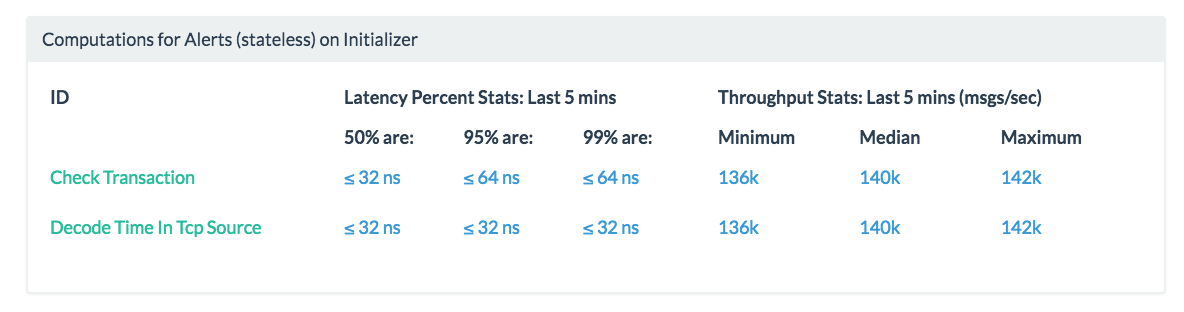 Computations for Alerts (stateless) on Initializer
ID Latency Percent Stats: Last 5 mins Throughput Stats: Last 5 mins (msgs/sec)
50% are: 95% are: 99% are: Minimum Median Maximum
Check Transaction ≤ 32 ns ≤ 64 ns ≤ 64 ns 136k 140k 142k
Decode Time In Tcp Source ≤ 32 ns ≤ 32 ns ≤ 32 ns 136k 140k 142k